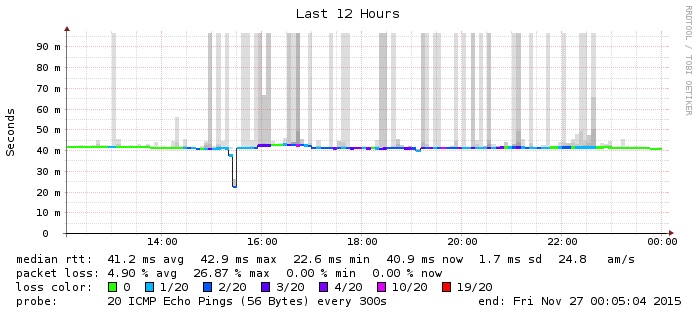 Last 12 Hours
RRDTOOL / TOBI OETIKER
Seconds
90 m
80 m
70 m
60 m
50 m
40 m
30 m
20 m
10 m
0
14:00 16:00 18:00 20:00 22:00 00:00
median rtt: 41.2 ms avg 42.9 ms max 22.6 ms min 40.9 ms now 1.7 ms sd 24.8 am/s
packet loss: 4.90 % avg 26.87 % max 0.00 % min 0.00 % now
loss color: 0 1/20 2/20 3/20 4/20 10/20 19/20
probe: 20 ICMP Echo Pings (56 Bytes) every 300s end: Fri Nov 27 00:05:04 2015